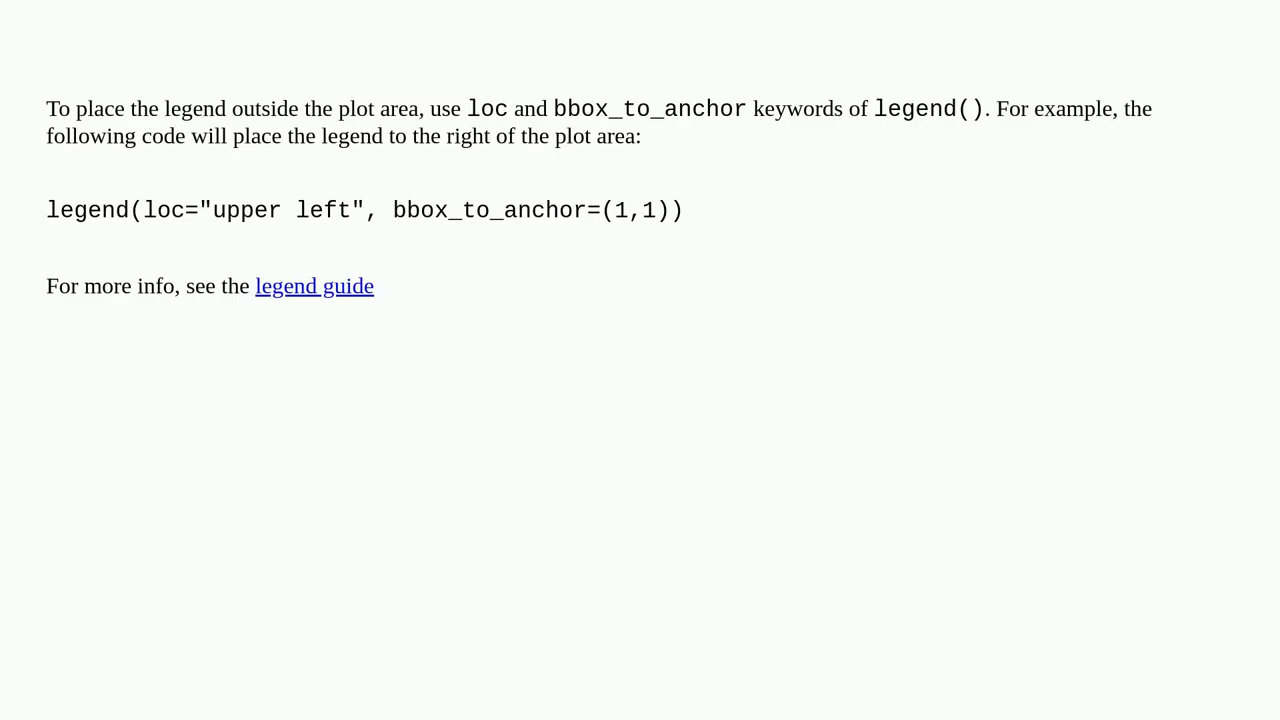 To place the legend outside the plot area, use loc and bbox_to_anchor keywords of legend(). For example, the
following code will place the legend to the right of the plot area:
legend(loc="upper left", bbox_to_anchor=(1,1))
For more info, see the legend guide